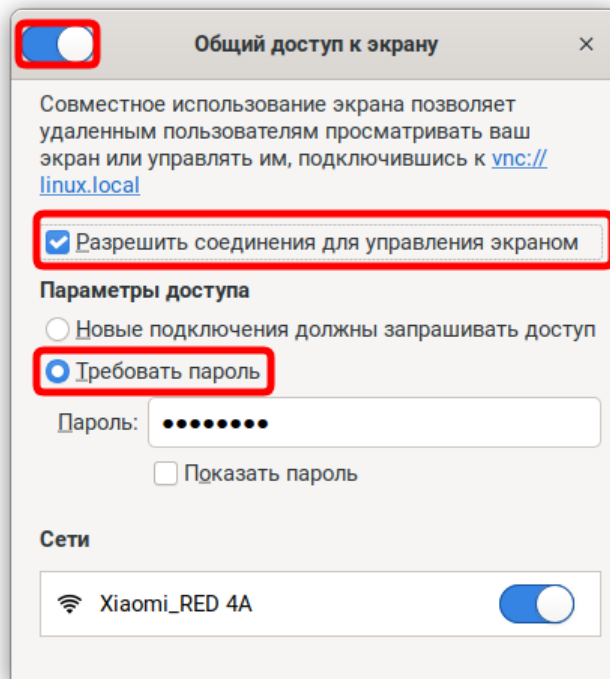 Общий доступ к экрану
Совместное использование экрана позволяет
удаленным пользователям просматривать ваш
экран или управлять им, подключившись к vnc://
linux.local
Разрешить соединения для управления экраном
Параметры доступа
Новые подключения должны запрашивать доступ
Требовать пароль
Пароль: ●●●●●●●●
Показать пароль
Сети
Xiaomi_RED 4A